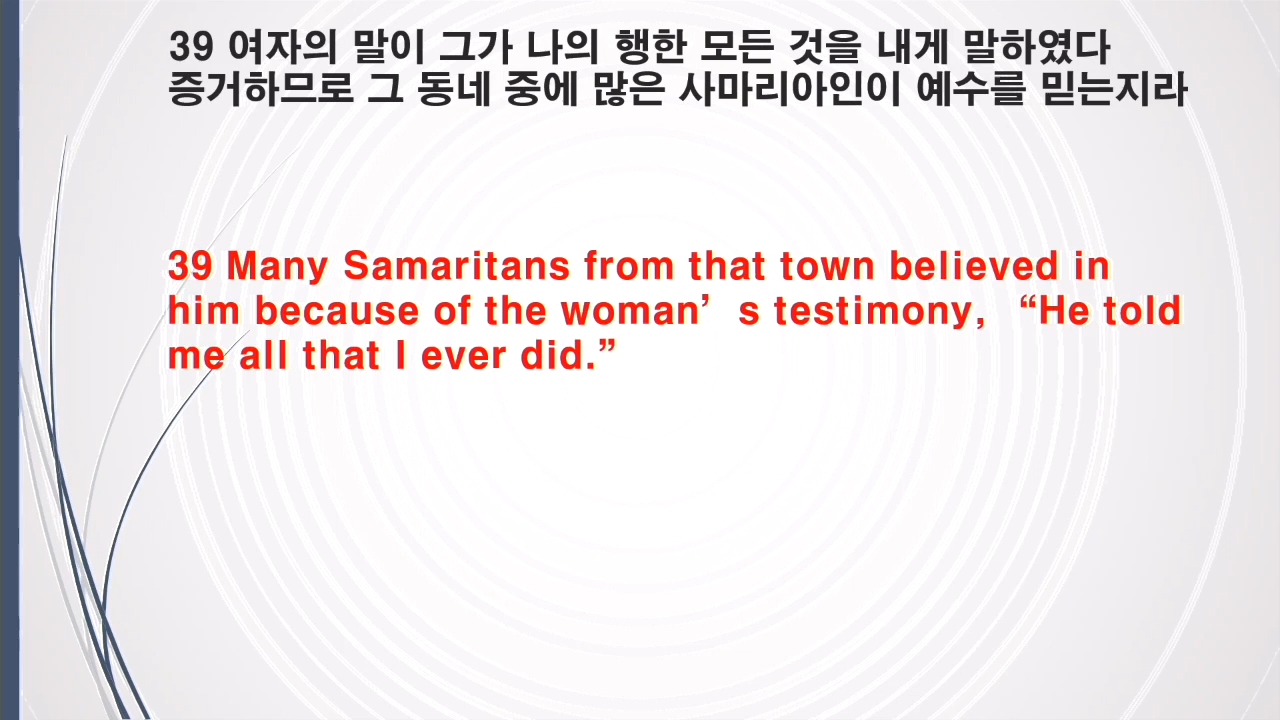 39 여자의 말이 그가 나의 행한 모든 것을 내게 말하였다
증거하므로 그 동네 중에 많은 사마리아인이 예수를 믿는지라
39 Many Samaritans from that town believed in
him because of the woman’s testimony, “He told
me all that I ever did.”